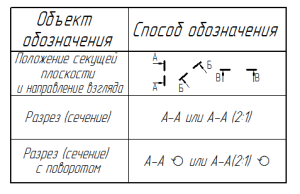 Объект обозначения
Способ обозначения
Положение секущей
плоскости
и направление взгляда
А
А
Б
Б
В
В
Разрез (сечение)
А-А или А-А (2:1)
Разрез (сечение)
с поворотом
А-А или А-А(2:1)